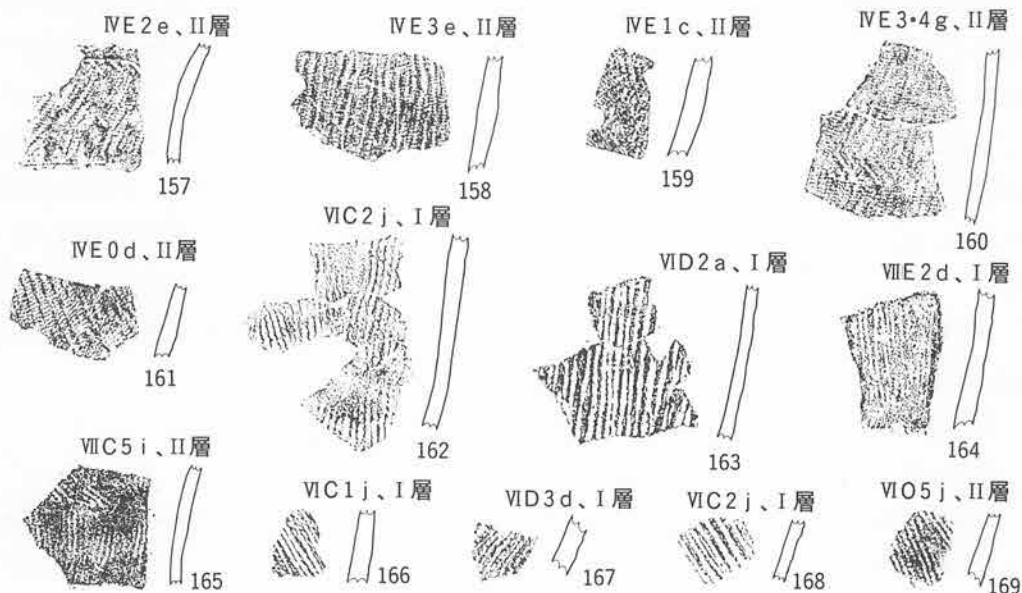 ⅣE2e、Ⅱ層
ⅣE3e、Ⅱ層
ⅣE1c、Ⅱ層
ⅣE3・4g、Ⅱ層
157
158
159
160
ⅣE0d、Ⅱ層
ⅥC2j、Ⅰ層
ⅥD2a、Ⅰ層
ⅦE2d、Ⅰ層
161
162
163
164
ⅦC5i、Ⅱ層
ⅥC1j、Ⅰ層
ⅥD3d、Ⅰ層
ⅥC2j、Ⅰ層
ⅥO5j、Ⅱ層
165
166
167
168
169